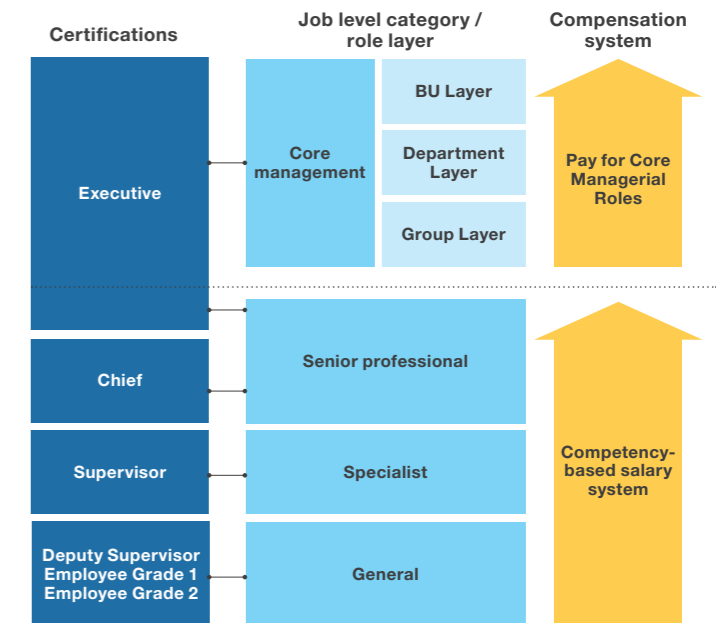 Certifications
Job level category /
role layer
Compensation
system
Executive
Core
management
BU Layer
Department
Layer
Group Layer
Pay for Core
Managerial
Roles
Chief
Senior professional
Supervisor
Specialist
Competency-
based salary
system
Deputy Supervisor
Employee Grade 1
Employee Grade 2
General